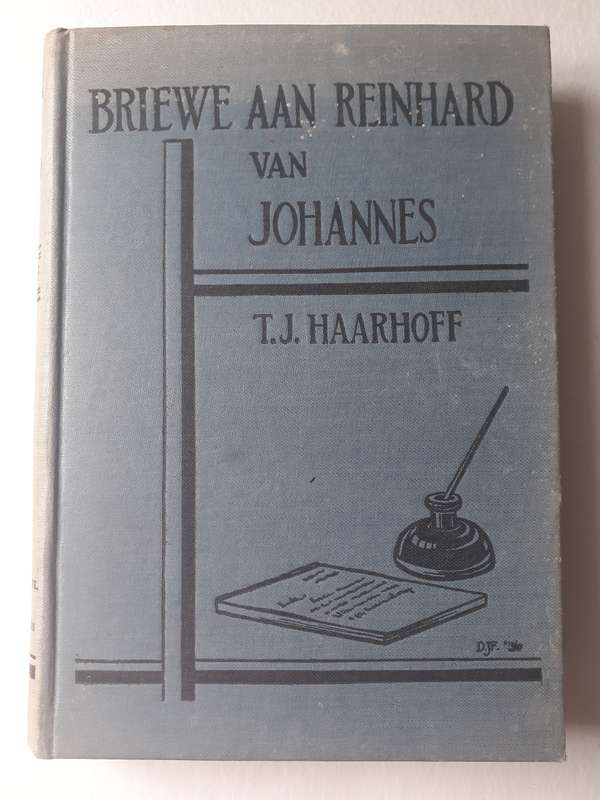 BRIEWE AAN REINHARD
VAN
JOHANNES
T.J. HAARHOFF